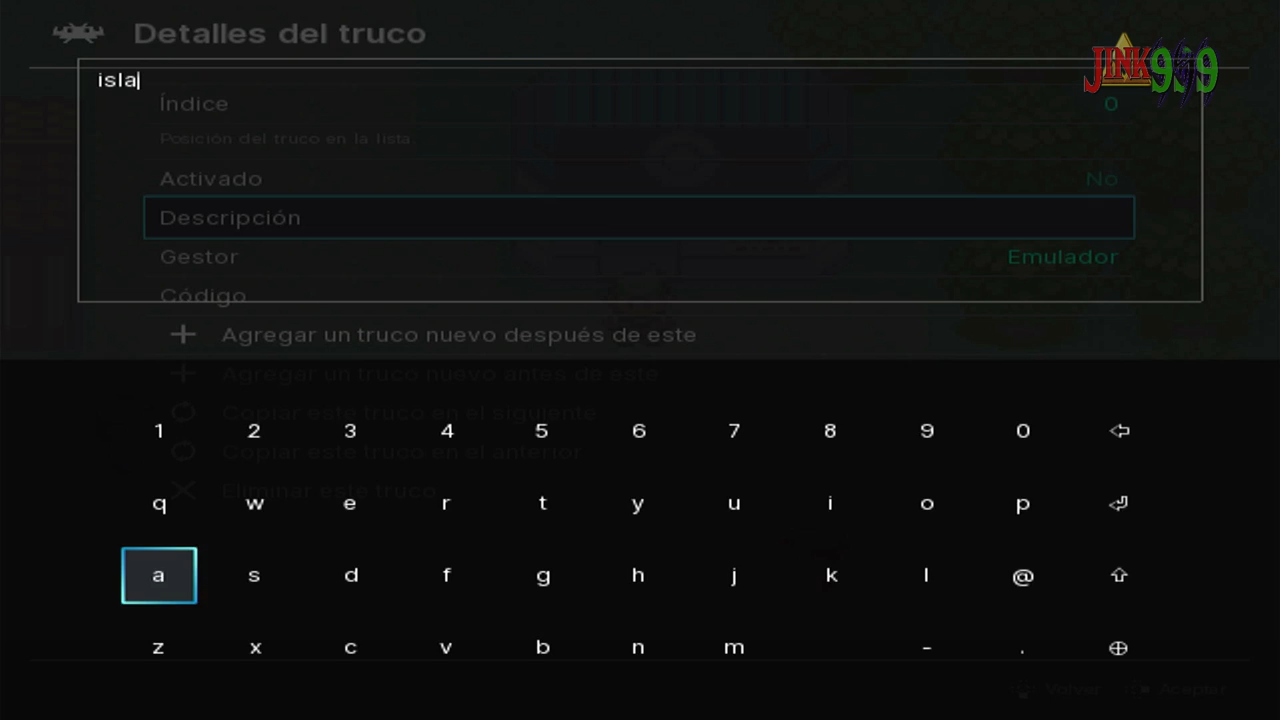 Detalles del truco
JINK999
isla
Índice 0
Posición del truco en la lista
Activado No
Descripción
Gestor Emulador
Código
Agregar un truco nuevo después de este
Agregar un truco nuevo antes de este
Copiar este truco en el siguiente
1 2 3 4 5 6 7 8 9 0
Copiar este truco en el anterior
Eliminar este truco
q w e r t y u i o p
a s d f g h j k l @
z x c v b n m - .
Volver Aceptar